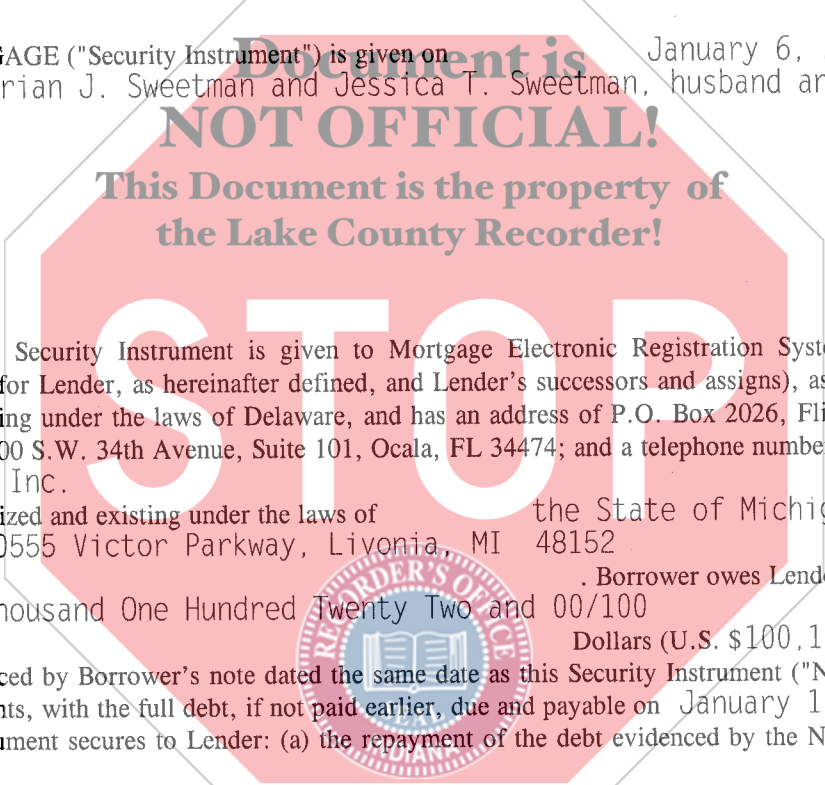 GAGE ("Security Instrument") is given on January 6,
Document is
rian J. Sweetman and Jessica T. Sweetman, husband an
NOT OFFICIAL!
This Document is the property of
the Lake County Recorder!
STOP
Security Instrument is given to Mortgage Electronic Registration Syste
for Lender, as hereinafter defined, and Lender's successors and assigns), as
ing under the laws of Delaware, and has an address of P.O. Box 2026, Fli
00 S.W. 34th Avenue, Suite 101, Ocala, FL 34474; and a telephone number
Inc.
ized and existing under the laws of the State of Michig
0555 Victor Parkway, Livonia, MI 48152
. Borrower owes Lende
housand One Hundred Twenty Two and 00/100
Dollars (U.S. $100,1
ced by Borrower's note dated the same date as this Security Instrument ("N
nts, with the full debt, if not paid earlier, due and payable on January 1
ument secures to Lender: (a) the repayment of the debt evidenced by the N
RECORDER'S OFFICE
SEAL
INDIANA